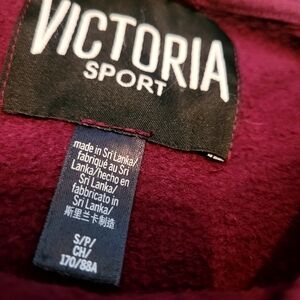 VICTORIA
SPORT
made in Sri Lanka/
fabriqué au Sri
Lanka/hecho en
Sri Lanka/
fabbricato in
Sri Lanka/
斯里兰卡制造
S/P/
CH/
170/88A